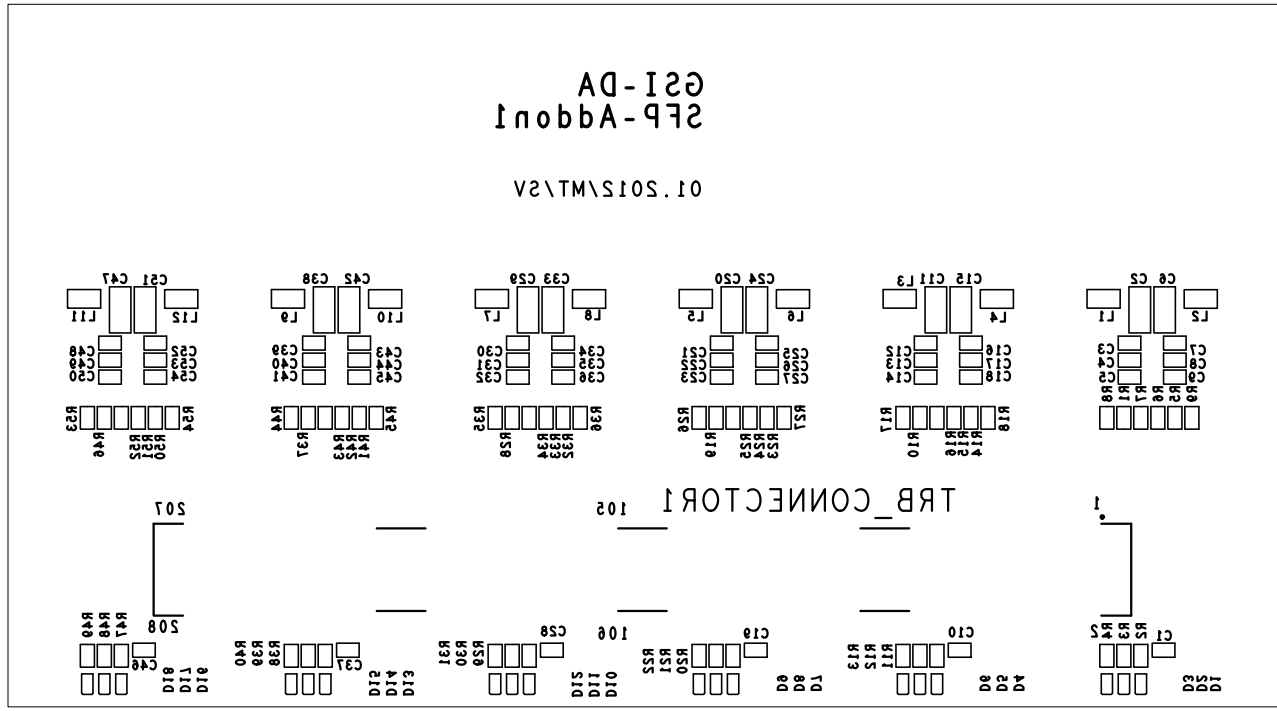 GSI-DA
SFP-Addon1
01.2012/MT/SV
C47 C51 C38 C42 C29 C33 C20 C24 L3 C11 C15 C2 C6
L11 L12 L9 L10 L7 L8 L5 L6 L4 L1 L2
C48 C52 C39 C43 C30 C34 C21 C25 C12 C16 C3 C7
C49 C53 C40 C44 C31 C35 C22 C26 C13 C17 C4 C8
C50 C54 C41 C45 C32 C36 C23 C27 C14 C18 C5 C9
R8 R1 R7 R6 R5 R9
R53 R54 R44 R45 R35 R36 R26 R27 R17 R18
R46 R52 R51 R50 R37 R43 R42 R41 R28 R34 R33 R32 R19 R25 R24 R23 R10 R16 R15 R14
TRB_CONNECTOR1
207 105 1
208 106 2
R49 R48 R47 R40 R39 R38 R31 R30 R29 R22 R21 R20 R13 R12 R11 R4 R3 R2
C46 C37 C28 C19 C10 C1
D18 D17 D16 D15 D14 D13 D12 D11 D10 D9 D8 D7 D6 D5 D4 D3 D2 D1